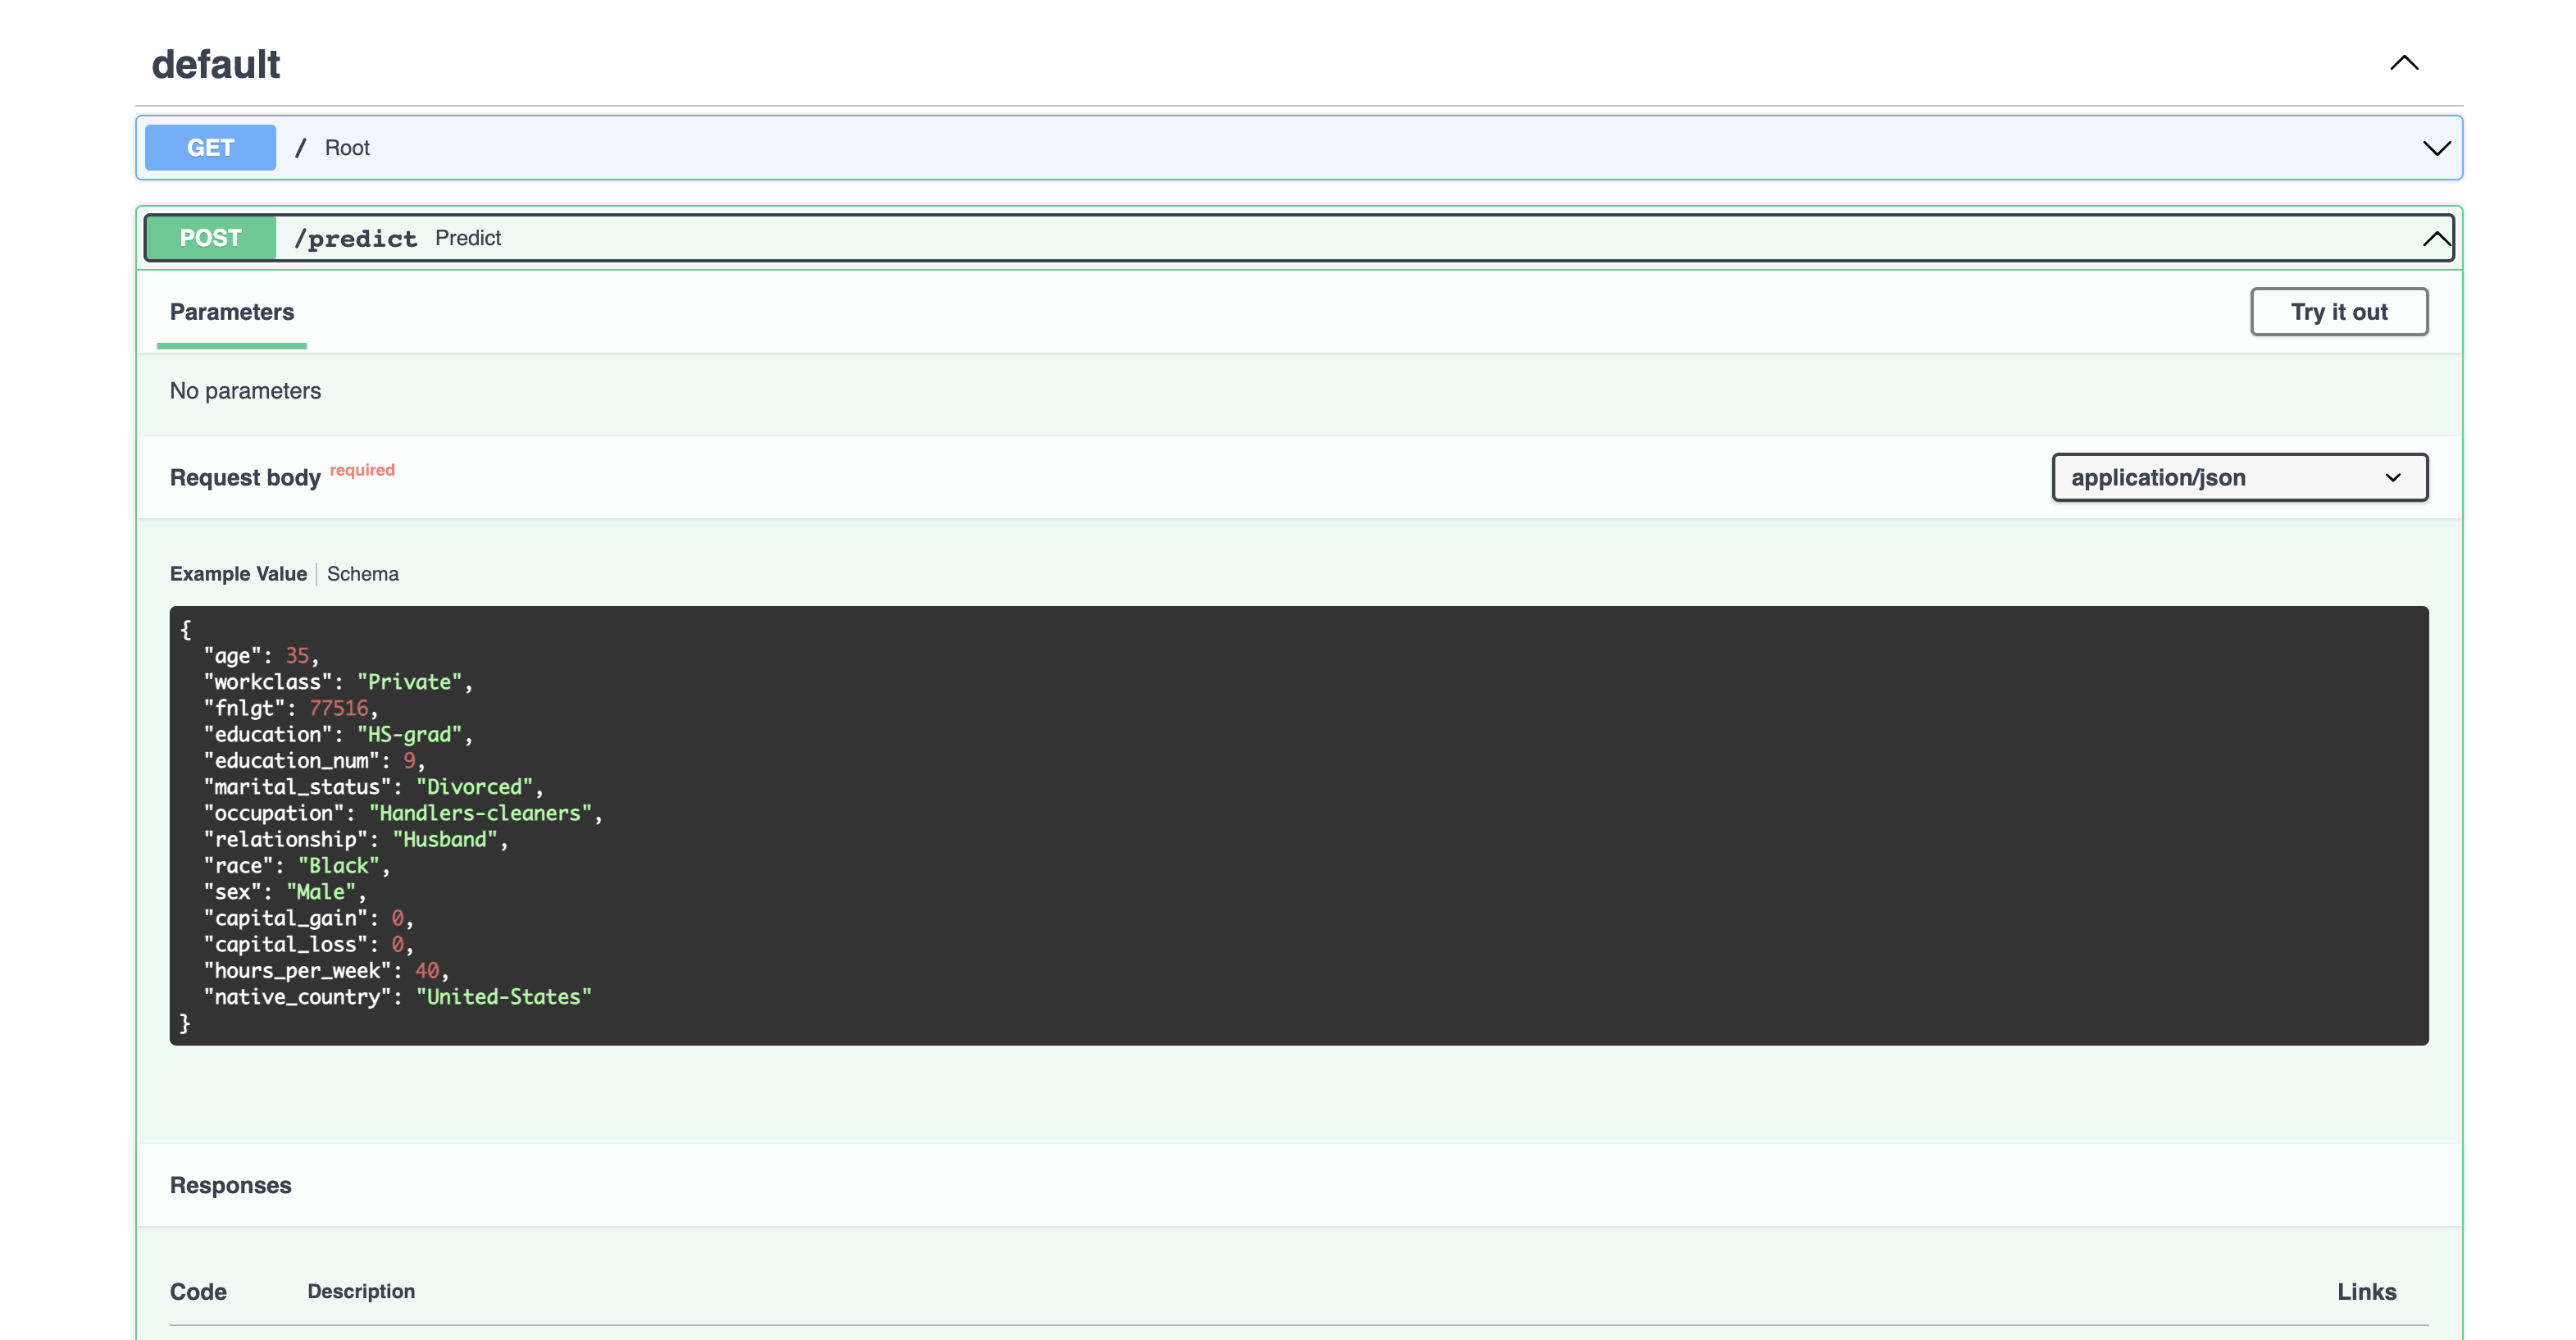 default
GET / Root
POST /predict Predict
Parameters
Try it out
No parameters
Request body required
application/json
Example Value Schema
{
"age": 35,
"workclass": "Private",
"fnlgt": 77516,
"education": "HS-grad",
"education_num": 9,
"marital_status": "Divorced",
"occupation": "Handlers-cleaners",
"relationship": "Husband",
"race": "Black",
"sex": "Male",
"capital_gain": 0,
"capital_loss": 0,
"hours_per_week": 40,
"native_country": "United-States"
}
Responses
Code Description Links